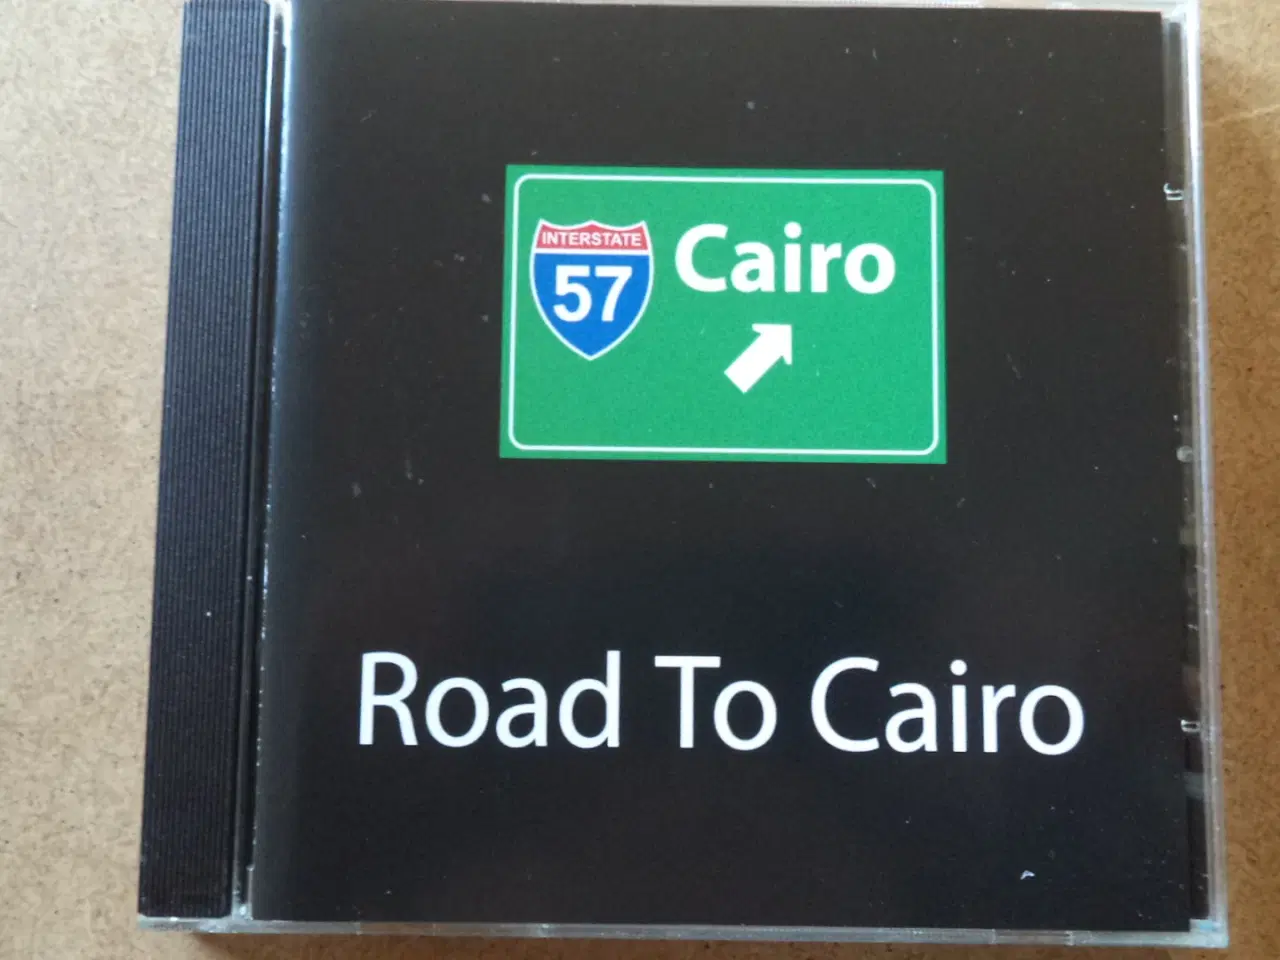 INTERSTATE
57
Cairo
Road To Cairo